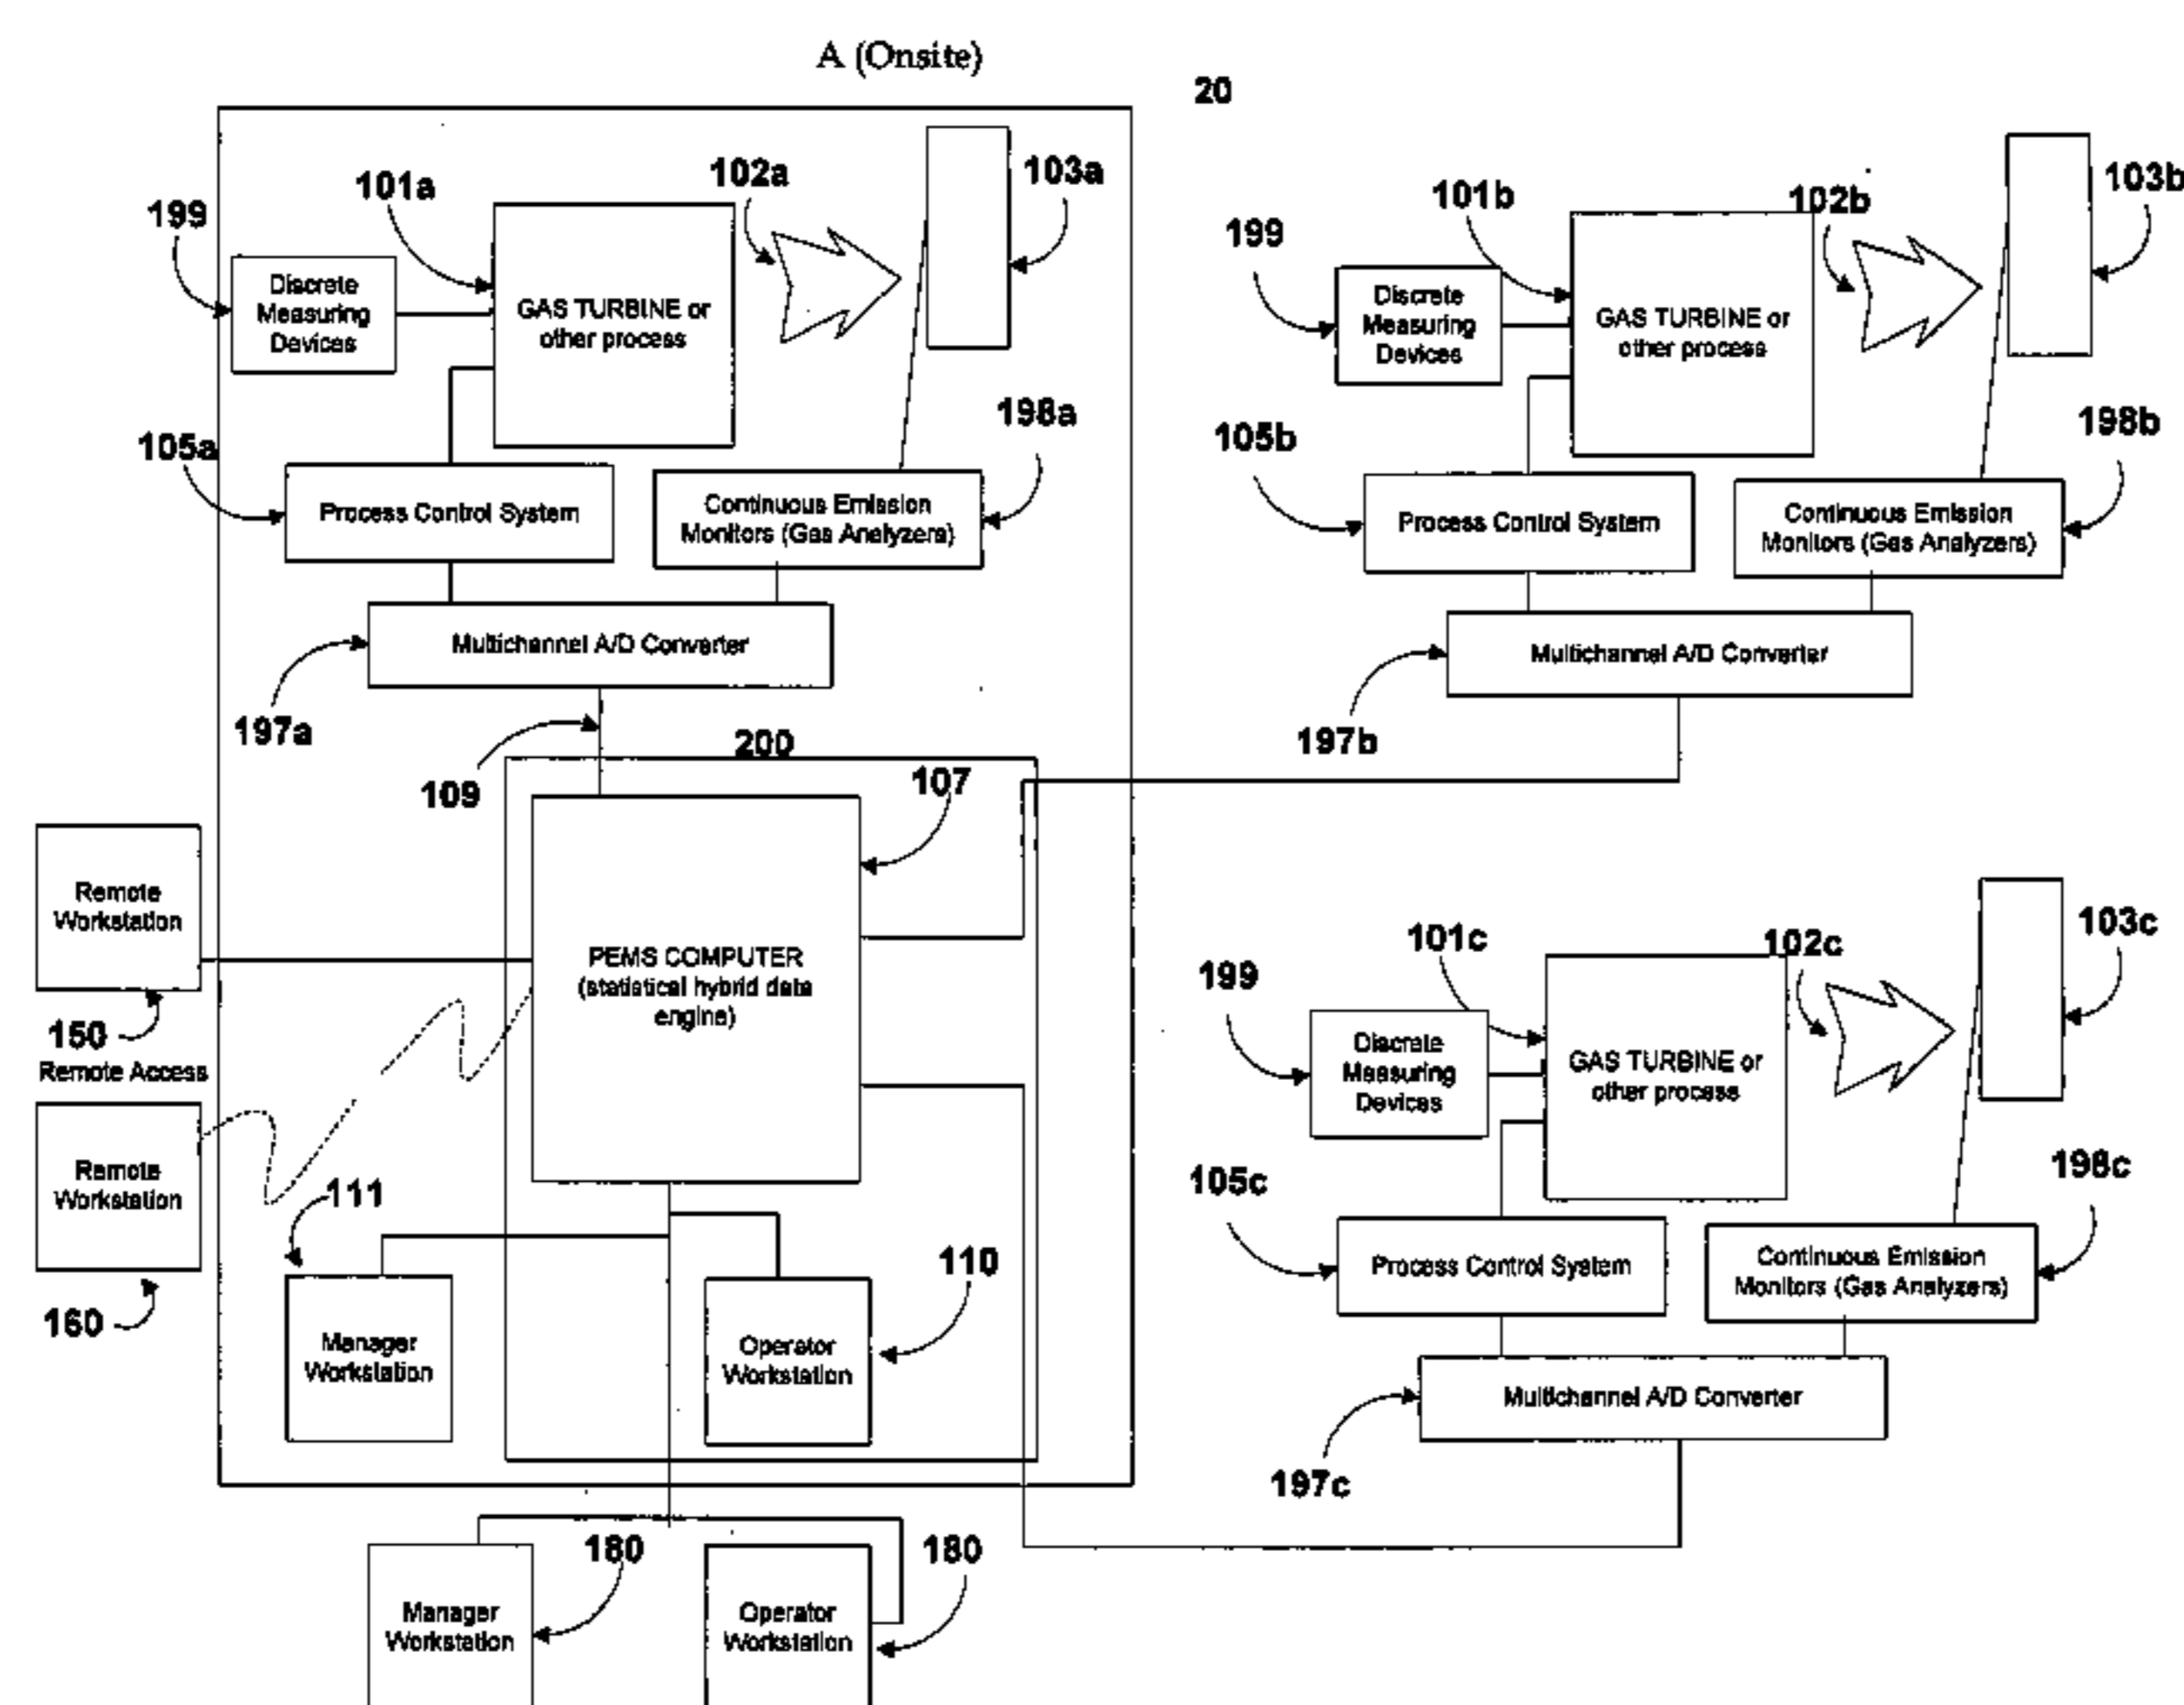 A (Onsite)
20
199
101a
102a
103a
Discrete
Measuring
Devices
GAS TURBINE or
other process
105a
198a
Process Control System
Continuous Emission
Monitors (Gas Analyzers)
Multichannel A/D Converter
197a
109
199
101b
102b
103b
Discrete
Measuring
Devices
GAS TURBINE or
other process
105b
198b
Process Control System
Continuous Emission
Monitors (Gas Analyzers)
Multichannel A/D Converter
197b
200
107
Remote
Workstation
150
Remote Access
PEMS COMPUTER
(statistical hybrid data
engine)
Remote
Workstation
160
111
110
Manager
Workstation
Operator
Workstation
199
101c
102c
103c
Discrete
Measuring
Devices
GAS TURBINE or
other process
105c
198c
Process Control System
Continuous Emission
Monitors (Gas Analyzers)
Multichannel A/D Converter
197c
180
180
Manager
Workstation
Operator
Workstation